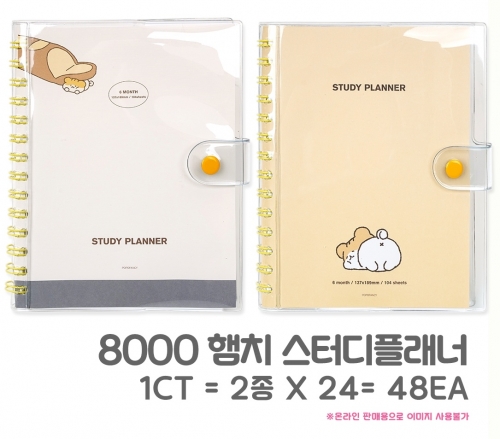 6 MONTH
STUDY PLANNER
STUDY PLANNER
6 month / 137x189mm / 104 sheets
8000 햄치 스터디플래너
1CT = 2종 X 24= 48EA
※온라인 판매용으로 이미지 사용불가